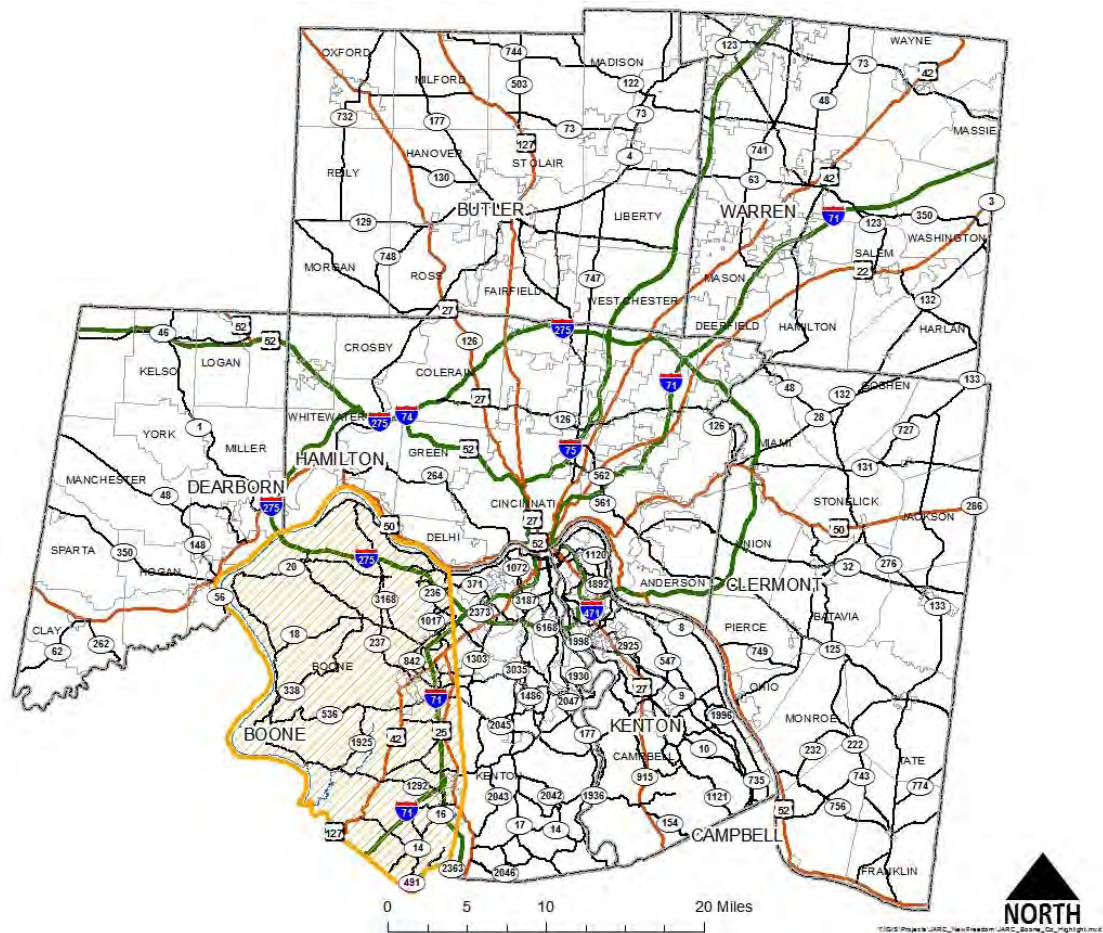 OXFORD
744
MADISON
123
WAYNE
73
42
MILFORD
503
122
48
732
177
73
73
MASSIE
127
741
HANOVER
ST CLAIR
4
REILY
130
63
42
3
BUTLER
LIBERTY
WARREN
71
350
129
123
WASHINGTON
748
SALEM
MORGAN
ROSS
747
MASON
22
FAIRFIELD
WEST CHESTER
132
27
DEERFIELD
HAMILTON
HARLAN
275
46
52
52
126
CROSBY
LOGAN
KELSO
COLERAIN
71
133
48
132
GOSHEN
27
WHITEWATER
275
74
126
126
28
727
YORK
1
MILLER
GREEN
52
75
MIAMI
HAMILTON
264
562
131
MANCHESTER
DEARBORN
48
275
CINCINNATI
561
STONELICK
286
50
27
50
JACKSON
148
DELHI
52
UNION
SPARTA
350
HOGAN
20
275
1072
1120
32
276
371
1892
ANDERSON
CLERMONT
56
3168
236
3187
471
133
2373
1017
CLAY
18
6168
8
PIERCE
BATAVIA
62
262
237
1998
2925
749
125
BOONE
842
1303
547
3035
1930
338
71
1486
27
9
OHIO
2047
536
1996
BOONE
42
25
2045
KENTON
MONROE
1925
177
10
232
222
TATE
CAMPBELL
KENTON
915
735
743
774
1292
2043
2042
1936
1121
71
16
52
756
127
17
14
154
CAMPBELL
14
2363
2046
FRANKLIN
491
0 5 10 20 Miles
NORTH